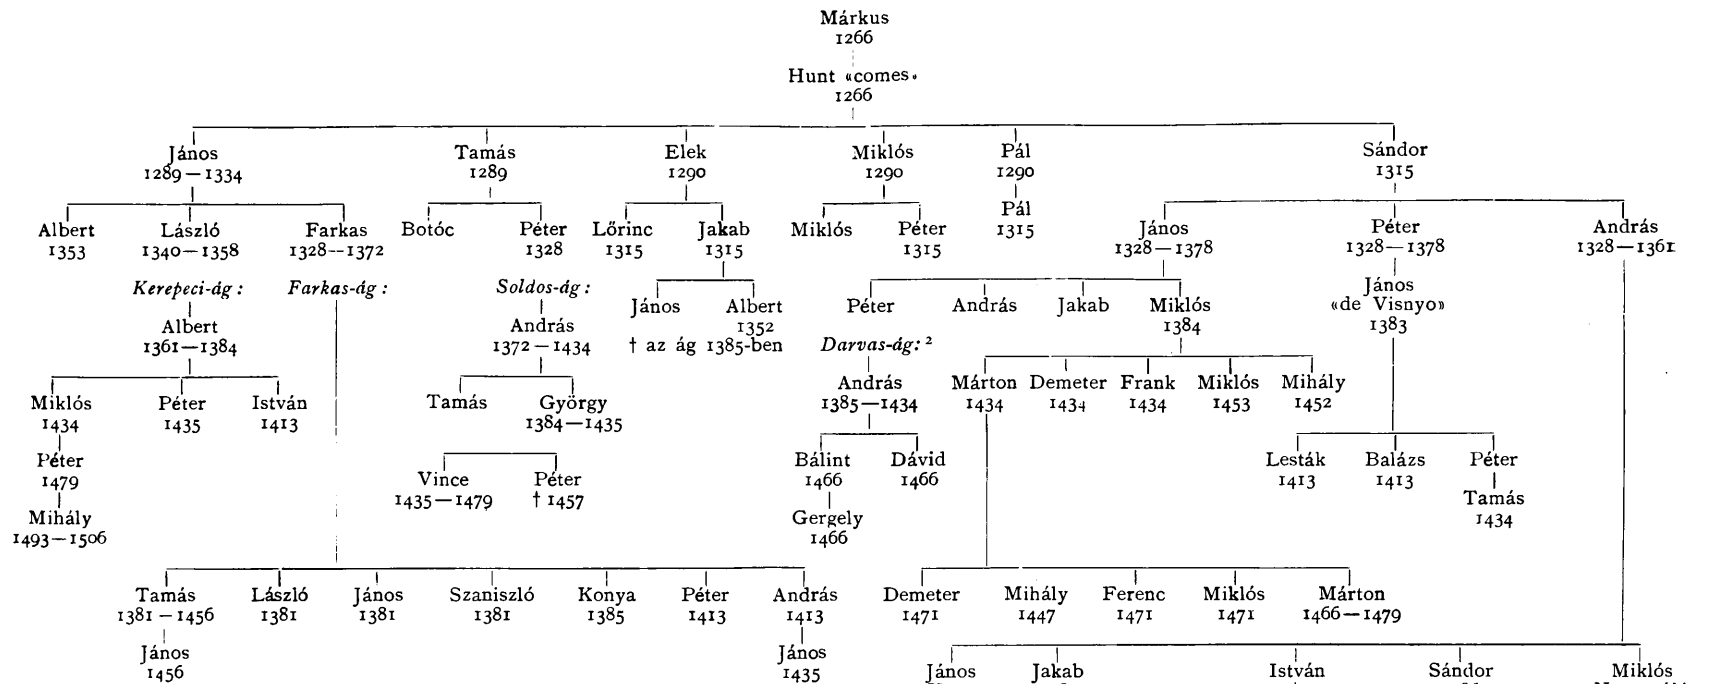 Márkus
1266
Hunt «comes»
1266
János Tamás Elek Miklós Pál Sándor
1289—1334 1289 1290 1290 1290 1315
Albert László Farkas Botóc Péter Lőrinc Jakab Miklós Péter Pál János Péter András
1353 1340—1358 1328—1372 1328 1315 1315 1315 1315 1328—1378 1328—1378 1328—1361
Kerepeci-ág: Farkas-ág: Soldos-ág: János Albert Péter András Jakab Miklós János
1352 1384 «de Visnyo»
Albert András † az ág 1385-ben Darvas-ág:² 1383
1361—1384 1372—1434
Miklós Péter István Tamás György András Márton Demeter Frank Miklós Mihály
1434 1435 1413 1384—1435 1385—1434 1434 1434 1434 1453 1452
Péter Vince Péter Bálint Dávid Lesták Balázs Péter
1479 1435—1479 † 1457 1466 1466 1413 1413
Mihály Gergely Tamás
1493—1506 1466 1434
Tamás László János Szaniszló Konya Péter András Demeter Mihály Ferenc Miklós Márton
1381—1456 1381 1381 1381 1385 1413 1413 1471 1447 1471 1471 1466—1479
János János János Jakab István Sándor Miklós
1456 1435